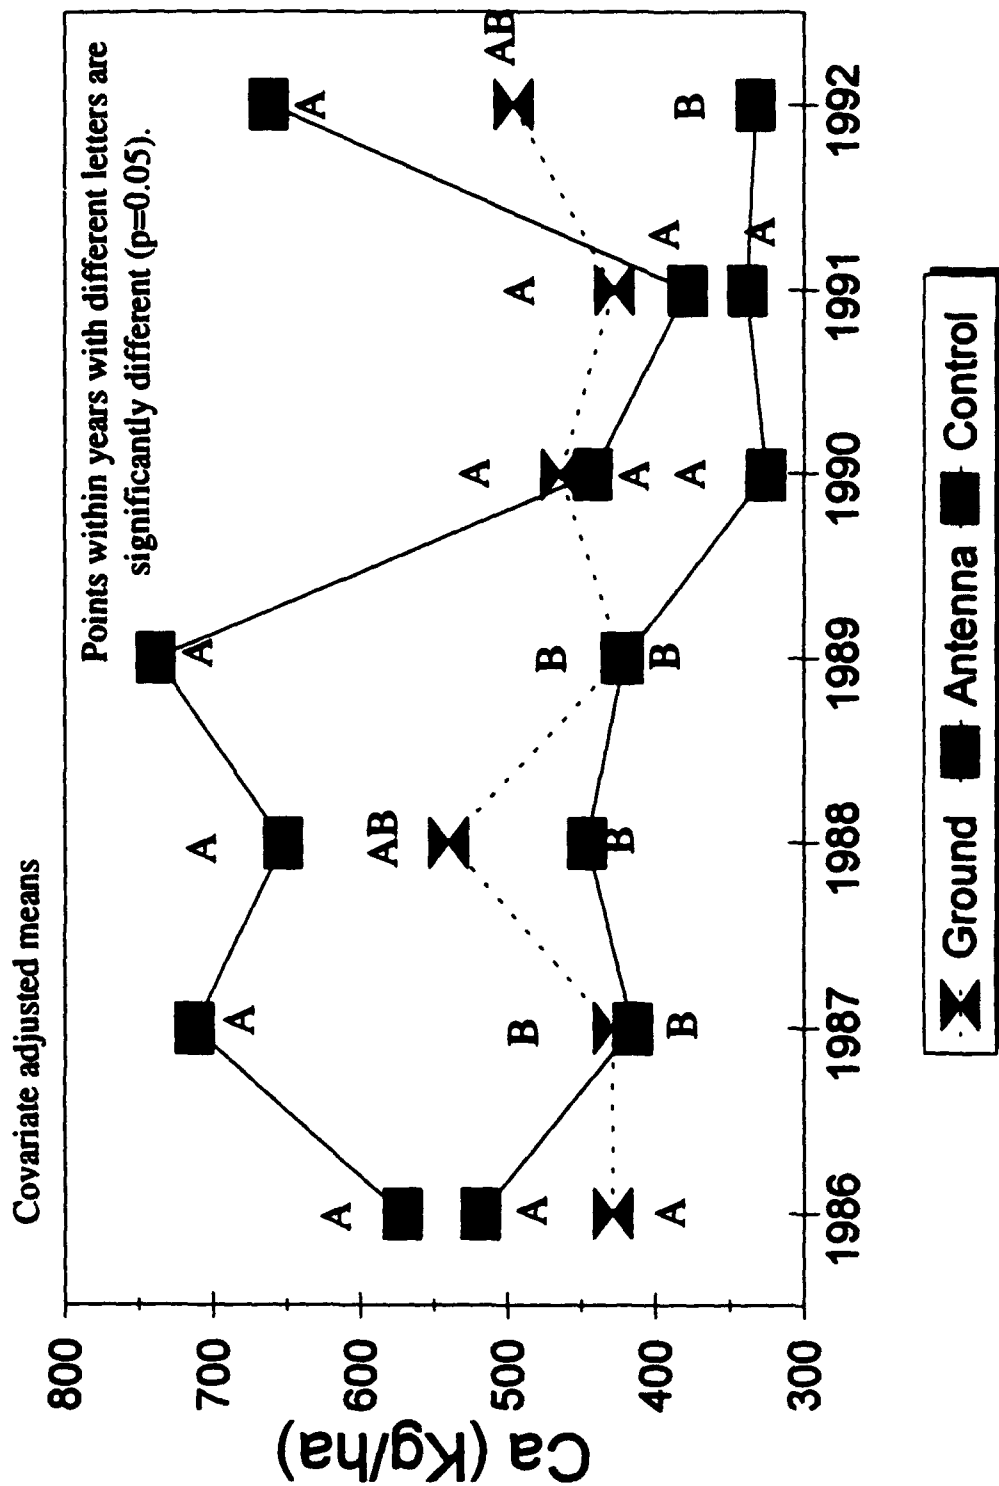 Covariate adjusted means
Points within years with different letters are
significantly different (p=0.05).
Ca (Kg/ha)
800
700
600
500
400
300
A
A
A
A
B
B
A
AB
B
A
B
B
A
A
A
A
A
A
A
AB
B
1986
1987
1988
1989
1990
1991
1992
Ground Antenna Control